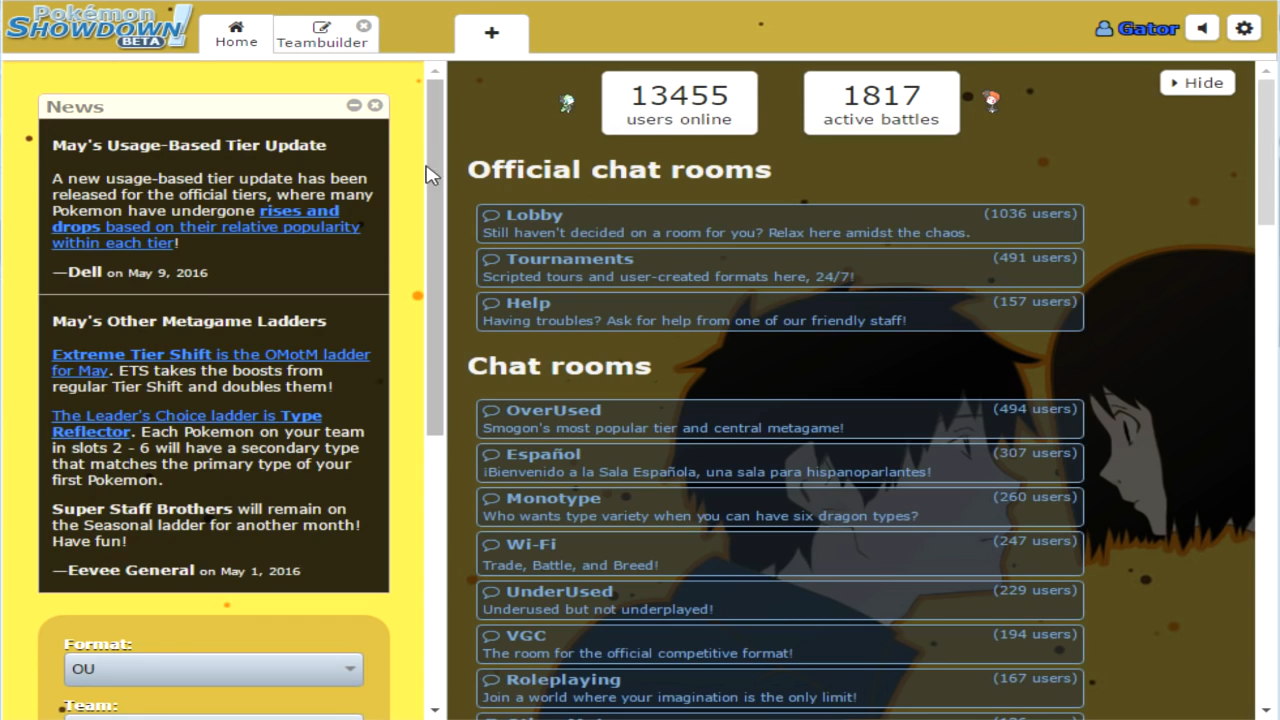 Pokémon
SHOWDOWN!
BETA
Home
Teambuilder
+
Gator
News
May's Usage-Based Tier Update
A new usage-based tier update has been
released for the official tiers, where many
Pokemon have undergone rises and
drops based on their relative popularity
within each tier!
—Dell on May 9, 2016
May's Other Metagame Ladders
Extreme Tier Shift is the OMotM ladder
for May. ETS takes the boosts from
regular Tier Shift and doubles them!
The Leader's Choice ladder is Type
Reflector. Each Pokemon on your team
in slots 2 - 6 will have a secondary type
that matches the primary type of your
first Pokemon.
Super Staff Brothers will remain on
the Seasonal ladder for another month!
Have fun!
—Eevee General on May 1, 2016
Format:
OU
Team:
13455
users online
1817
active battles
Hide
Official chat rooms
Lobby (1036 users)
Still haven't decided on a room for you? Relax here amidst the chaos.
Tournaments (491 users)
Scripted tours and user-created formats here, 24/7!
Help (157 users)
Having troubles? Ask for help from one of our friendly staff!
Chat rooms
OverUsed (494 users)
Smogon's most popular tier and central metagame!
Español (307 users)
¡Bienvenido a la Sala Española, una sala para hispanoparlantes!
Monotype (260 users)
Who wants type variety when you can have six dragon types?
Wi-Fi (247 users)
Trade, Battle, and Breed!
UnderUsed (229 users)
Underused but not underplayed!
VGC (194 users)
The room for the official competitive format!
Roleplaying (167 users)
Join a world where your imagination is the only limit!